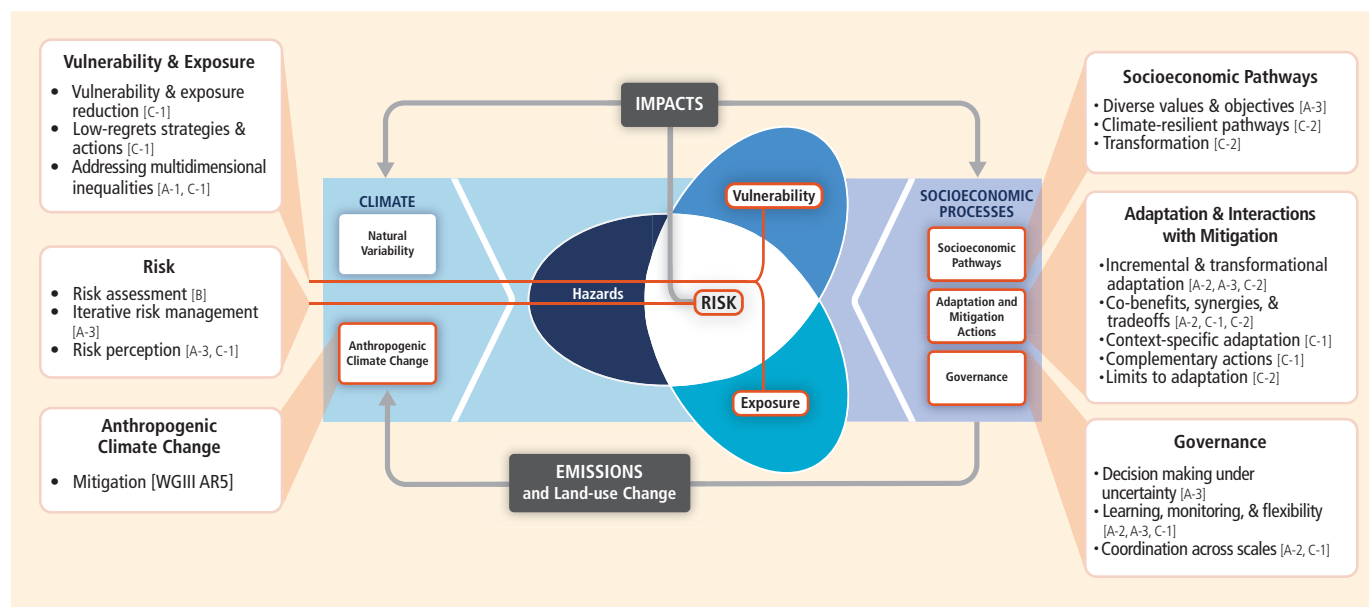 Vulnerability & Exposure
• Vulnerability & exposure
reduction [C-1]
• Low-regrets strategies &
actions [C-1]
• Addressing multidimensional
inequalities [A-1, C-1]
Risk
• Risk assessment [B]
• Iterative risk management
[A-3]
• Risk perception [A-3, C-1]
Anthropogenic
Climate Change
• Mitigation [WGIII AR5]
IMPACTS
CLIMATE
Natural
Variability
Anthropogenic
Climate Change
Vulnerability
Hazards
RISK
Exposure
EMISSIONS
and Land-use Change
SOCIOECONOMIC
PROCESSES
Socioeconomic
Pathways
Adaptation and
Mitigation
Actions
Governance
Socioeconomic Pathways
• Diverse values & objectives [A-3]
• Climate-resilient pathways [C-2]
• Transformation [C-2]
Adaptation & Interactions
with Mitigation
• Incremental & transformational
adaptation [A-2, A-3, C-2]
• Co-benefits, synergies, &
tradeoffs [A-2, C-1, C-2]
• Context-specific adaptation [C-1]
• Complementary actions [C-1]
• Limits to adaptation [C-2]
Governance
• Decision making under
uncertainty [A-3]
• Learning, monitoring, & flexibility
[A-2, A-3, C-1]
• Coordination across scales [A-2, C-1]